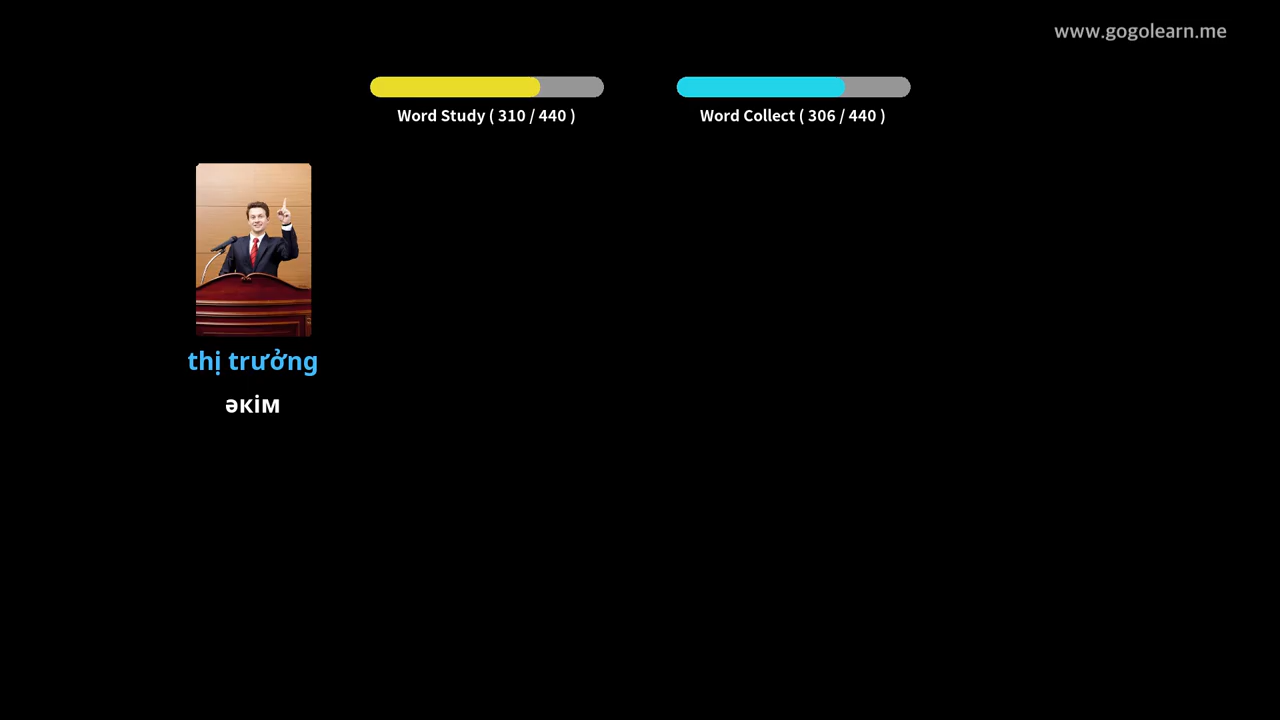 www.gogolearn.me
Word Study ( 310 / 440 )
Word Collect ( 306 / 440 )
thị trưởng
әкім